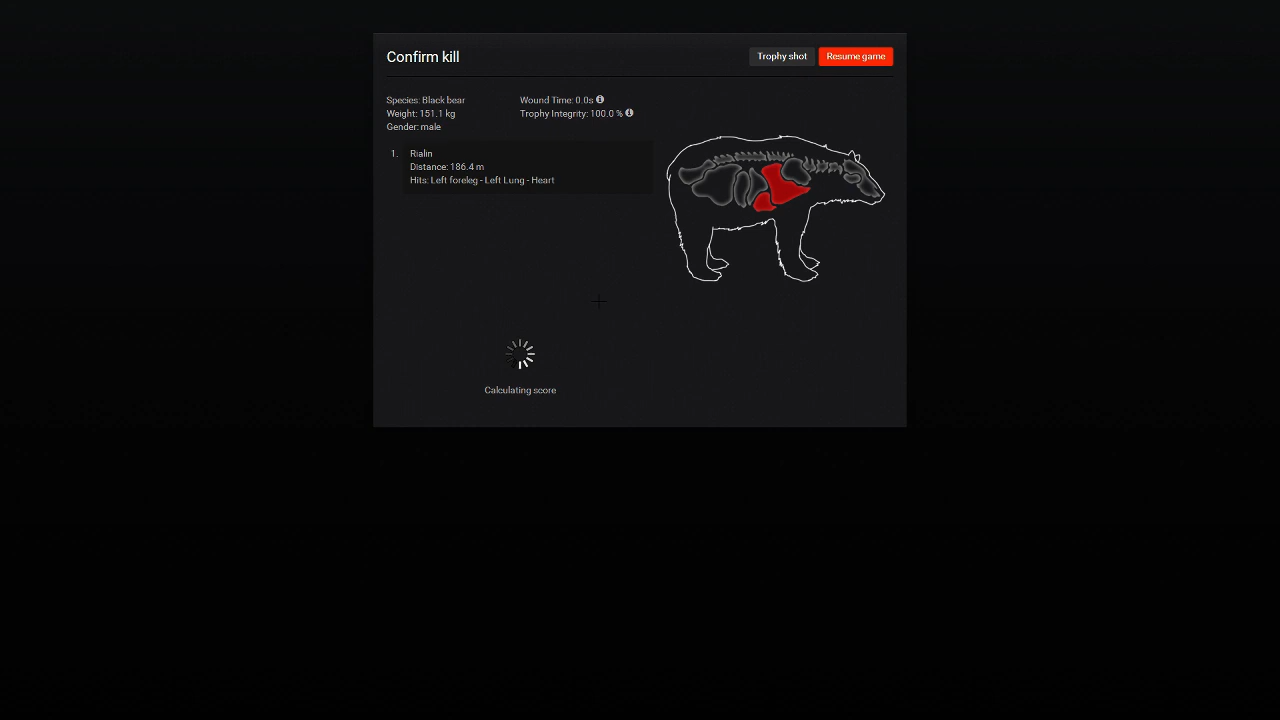 Confirm kill
Trophy shot
Resume game
Species: Black bear
Weight: 151.1 kg
Gender: male
Wound Time: 0.0s
Trophy Integrity: 100.0 %
1. Rialin
Distance: 186.4 m
Hits: Left foreleg - Left Lung - Heart
Calculating score